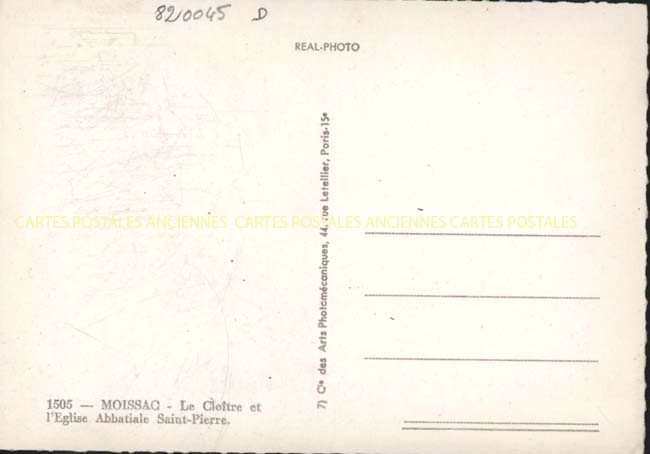 820045 D
REAL-PHOTO
7) Cie des Arts Photomécaniques, 44, rue Letellier, Paris-15e
CARTES POSTALES ANCIENNES CARTES POSTALES ANCIENNES CARTES POSTALES
1505 — MOISSAC - Le Cloître et
l'Eglise Abbatiale Saint-Pierre.